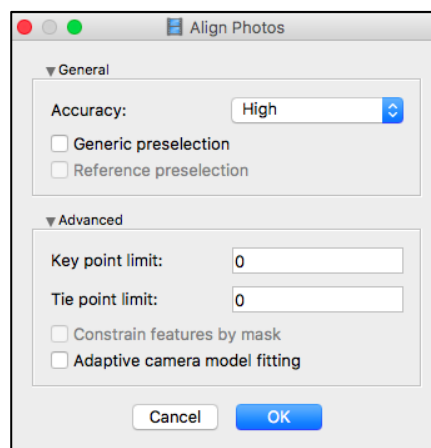 Align Photos
General
Accuracy: High
Generic preselection
Reference preselection
Advanced
Key point limit: 0
Tie point limit: 0
Constrain features by mask
Adaptive camera model fitting
Cancel OK